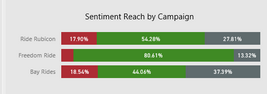 Sentiment Reach by Campaign
Ride Rubicon 17.90% 54.28% 27.81%
Freedom Ride 80.61% 13.32%
Bay Rides 18.54% 44.06% 37.39%